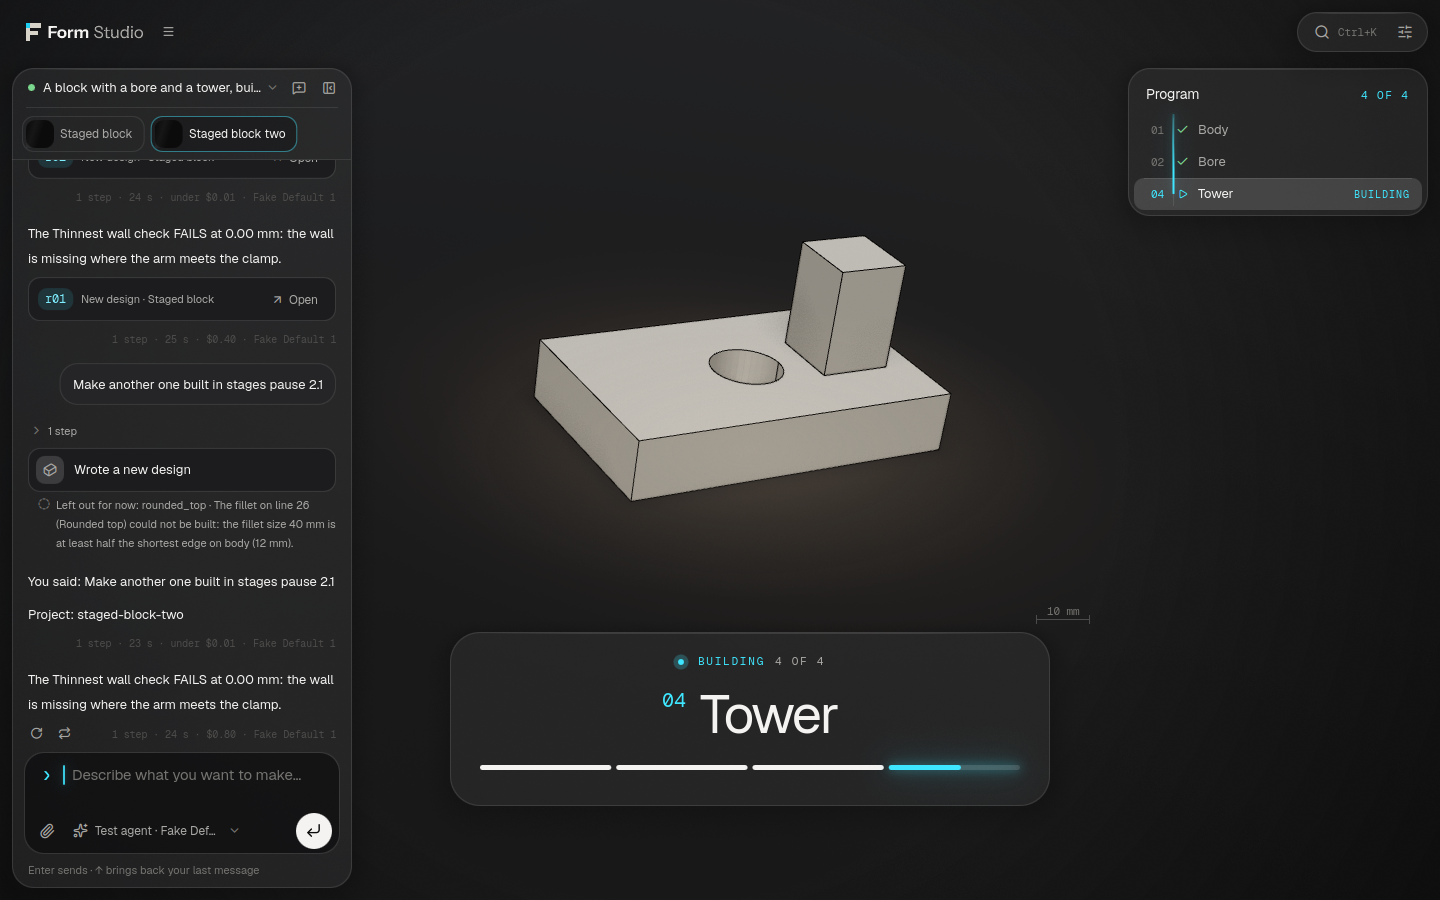 Form Studio
Ctrl+K
A block with a bore and a tower, bui...
Staged block
Staged block two
1 step · 24 s · under $0.01 · Fake Default 1
The Thinnest wall check FAILS at 0.00 mm: the wall
is missing where the arm meets the clamp.
r01 New design · Staged block Open
1 step · 25 s · $0.40 · Fake Default 1
Make another one built in stages pause 2.1
1 step
Wrote a new design
Left out for now: rounded_top · The fillet on line 26
(Rounded top) could not be built: the fillet size 40 mm is
at least half the shortest edge on body (12 mm).
You said: Make another one built in stages pause 2.1
Project: staged-block-two
1 step · 23 s · under $0.01 · Fake Default 1
The Thinnest wall check FAILS at 0.00 mm: the wall
is missing where the arm meets the clamp.
1 step · 24 s · $0.80 · Fake Default 1
Describe what you want to make...
Test agent · Fake Def...
Enter sends · ↑ brings back your last message
10 mm
BUILDING 4 OF 4
04 Tower
Program 4 OF 4
01 Body
02 Bore
04 Tower BUILDING